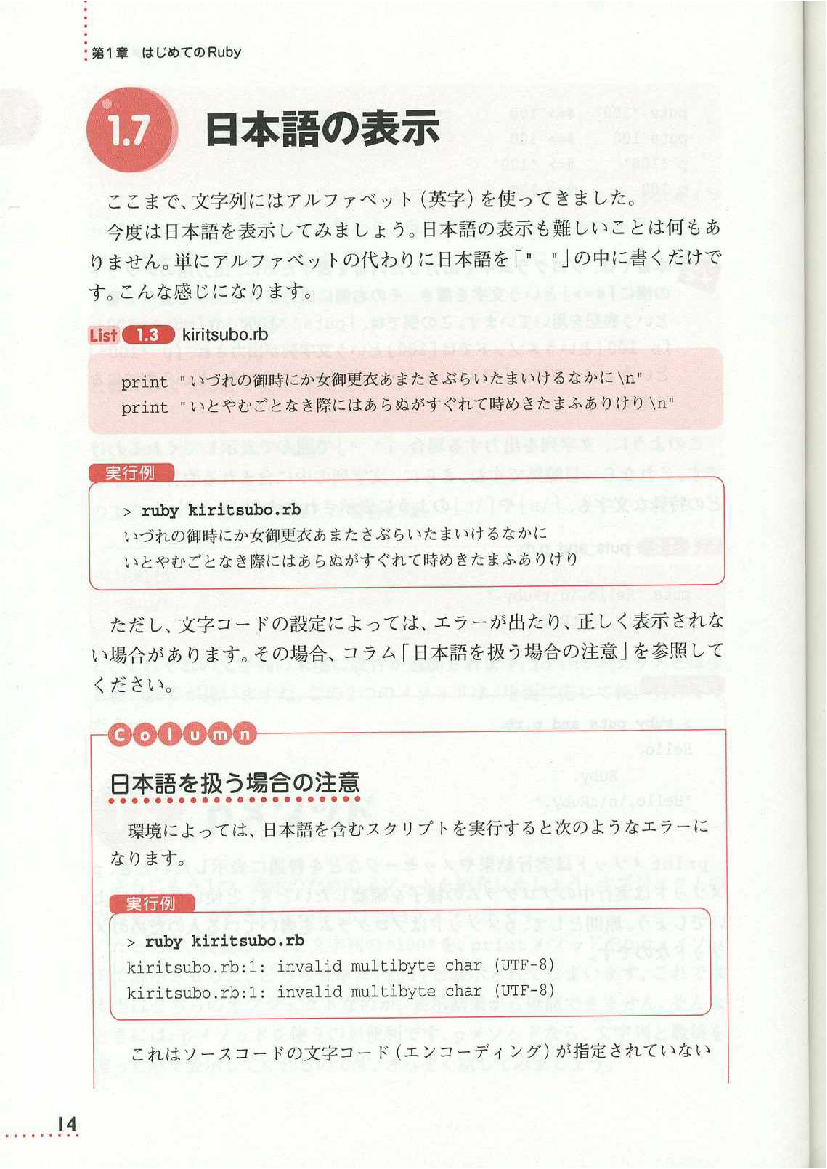 第1章 はじめてのRuby
1.7 日本語の表示
ここまで、文字列にはアルファベット(英字)を使ってきました。
今度は日本語を表示してみましょう。日本語の表示も難しいことは何もあ
りません。単にアルファベットの代わりに日本語を「" "」の中に書くだけで
す。こんな感じになります。
List 1.3 kiritsubo.rb
print "いづれの御時にか女御更衣あまたさぶらいたまいけるなかに\n"
print "いとやむごとなき際にはあらぬがすぐれて時めきたまふありけり\n"
実行例
> ruby kiritsubo.rb
いづれの御時にか女御更衣あまたさぶらいたまいけるなかに
いとやむごとなき際にはあらぬがすぐれて時めきたまふありけり
ただし、文字コードの設定によっては、エラーが出たり、正しく表示されな
い場合があります。その場合、コラム「日本語を扱う場合の注意」を参照して
ください。
Column
日本語を扱う場合の注意
環境によっては、日本語を含むスクリプトを実行すると次のようなエラーに
なります。
実行例
> ruby kiritsubo.rb
kiritsubo.rb:1: invalid multibyte char (UTF-8)
kiritsubo.rb:1: invalid multibyte char (UTF-8)
これはソースコードの文字コード(エンコーディング)が指定されていない
14